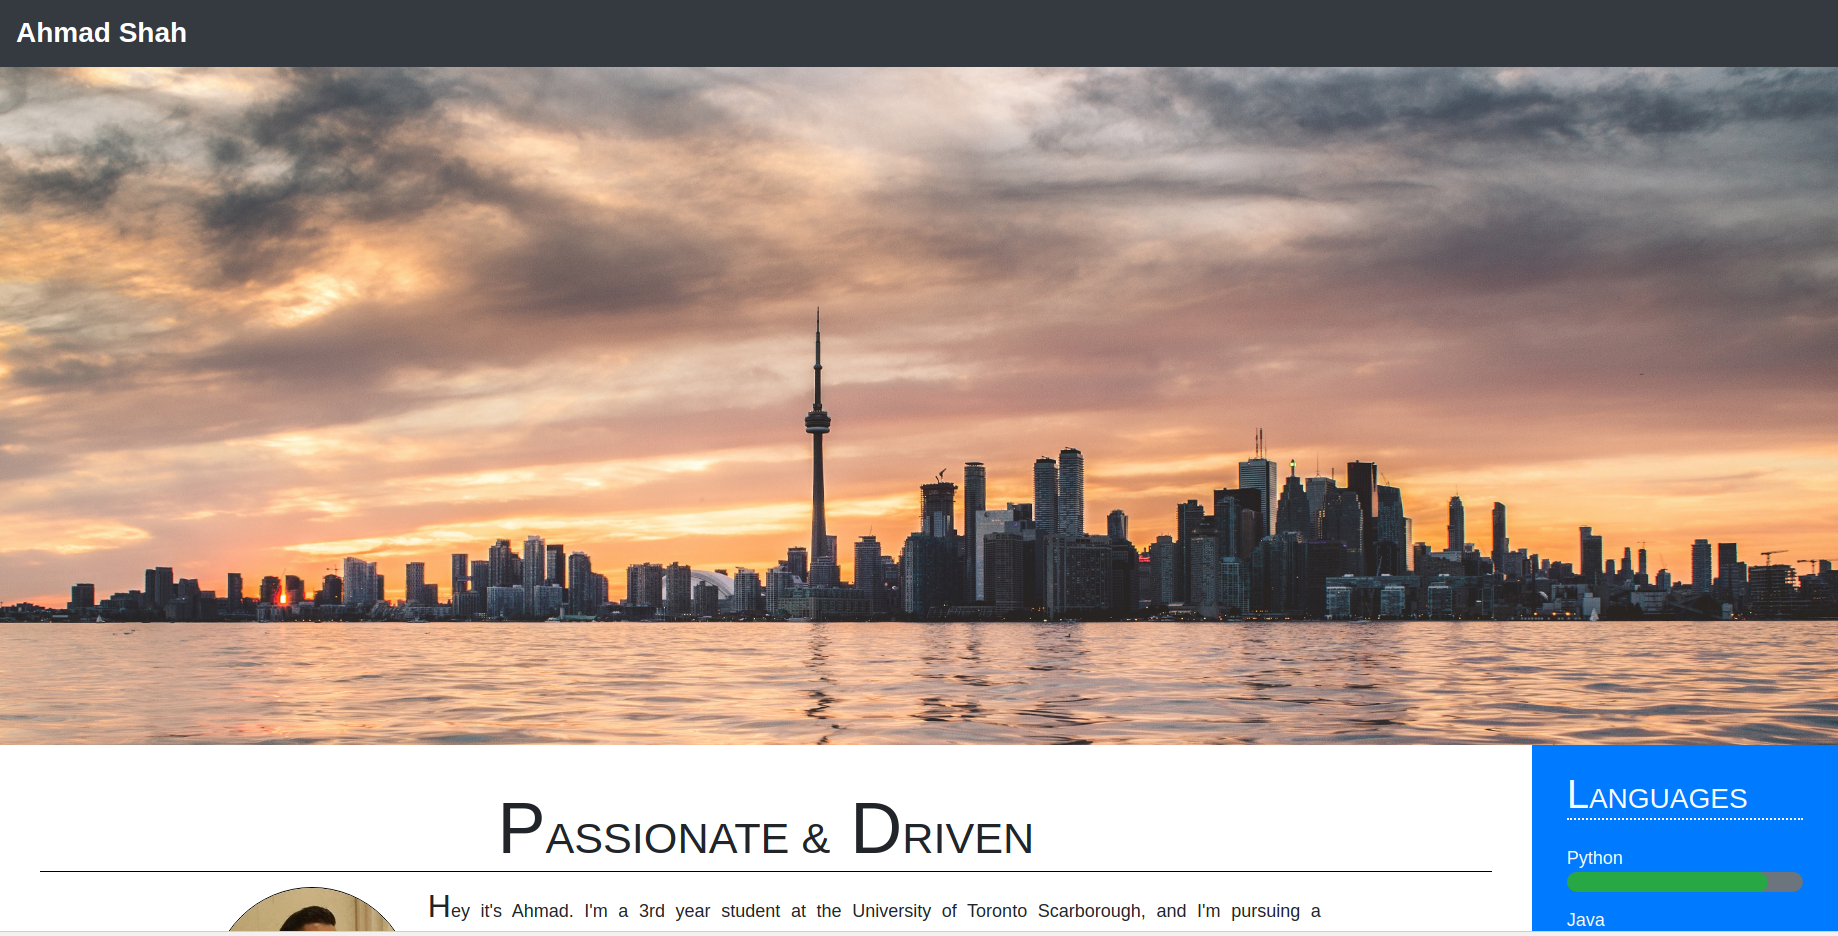 Ahmad Shah
Passionate & Driven
Hey it's Ahmad. I'm a 3rd year student at the University of Toronto Scarborough, and I'm pursuing a
Languages
Python
Java